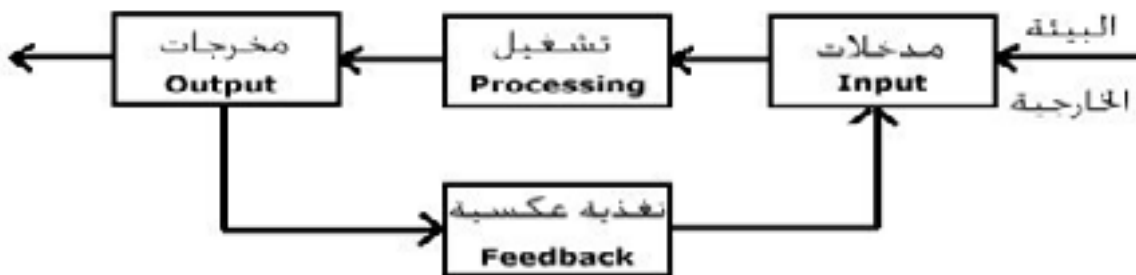 البيئة
الخارجية
مدخلات
Input
تشغيل
Processing
مخرجات
Output
تغذية عكسية
Feedback